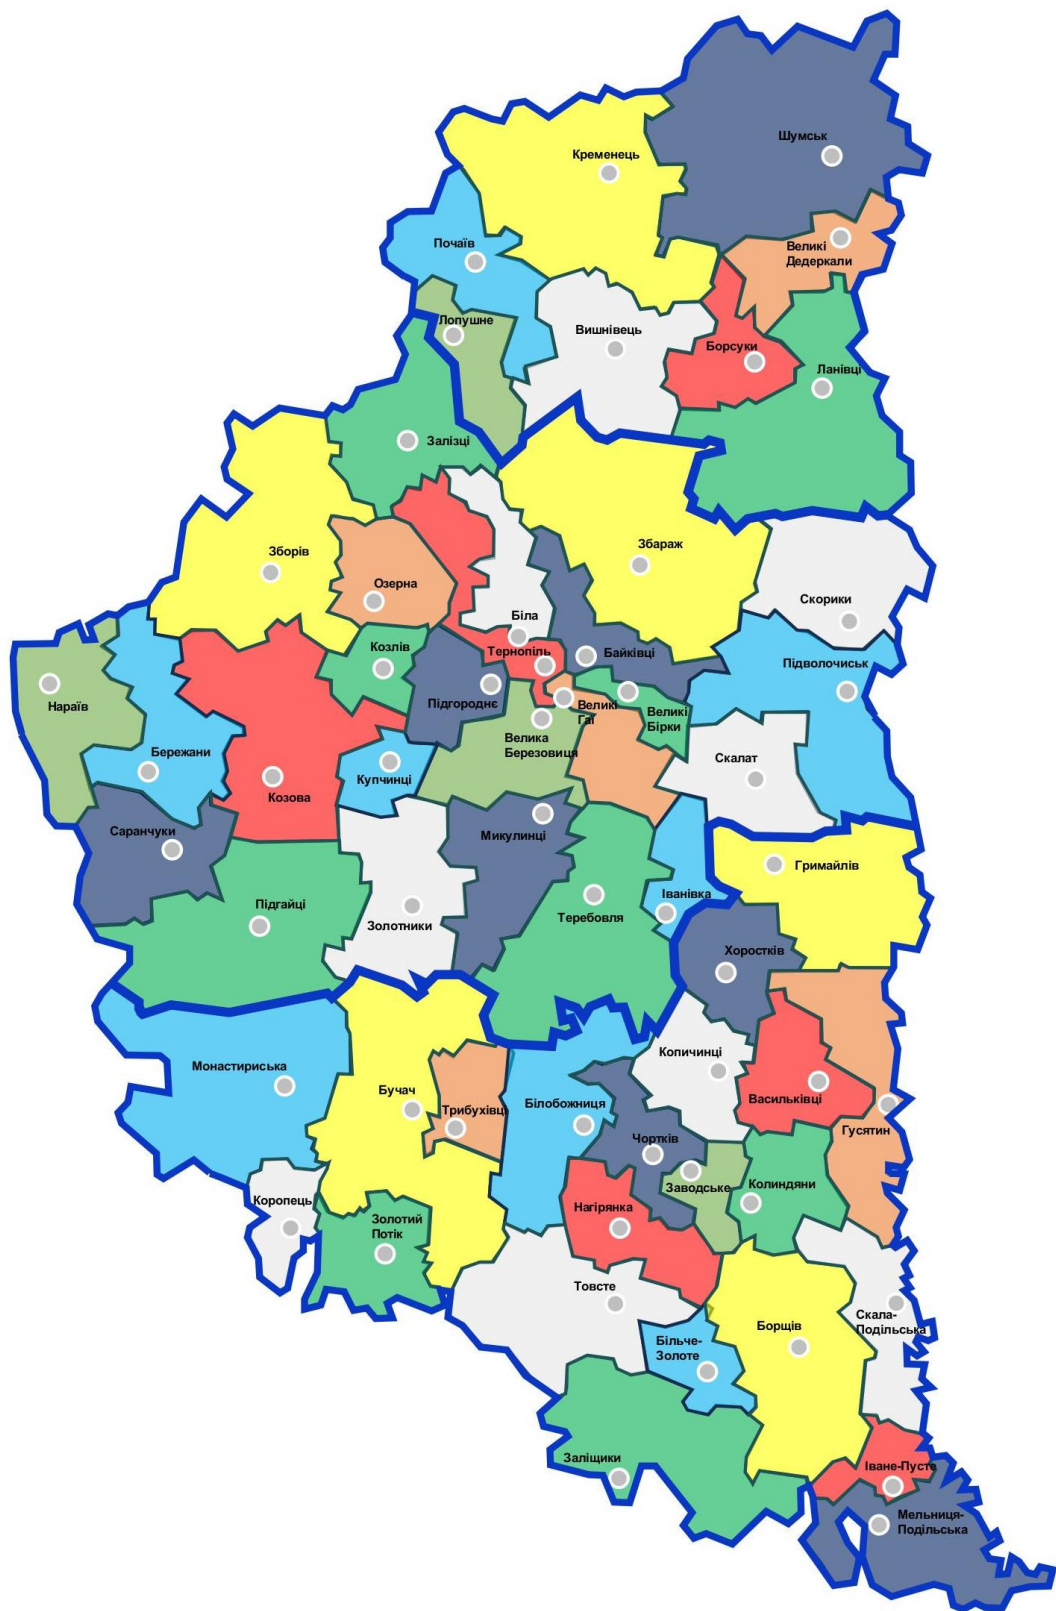 Шумськ
Кременець
Почаїв
Великі
Дедеркали
Лопушне
Вишнівець
Борсуки
Ланівці
Залізці
Збараж
Зборів
Озерна
Скорики
Біла
Козлів
Тернопіль
Байківці
Підволочиськ
Нараїв
Підгороднє
Великі
Гаї
Великі
Бірки
Велика
Березовиця
Бережани
Купчинці
Скалат
Козова
Саранчуки
Микулинці
Гримайлів
Підгайці
Золотники
Теребовля
Іванівка
Хоростків
Монастириська
Копичинці
Бучач
Трибухівці
Білобожниця
Васильківці
Гусятин
Чортків
Заводське
Колиндяни
Коропець
Золотий
Потік
Нагірянка
Товсте
Скала-
Подільська
Більче-
Золоте
Борщів
Заліщики
Іване-Пусте
Мельниця-
Подільська